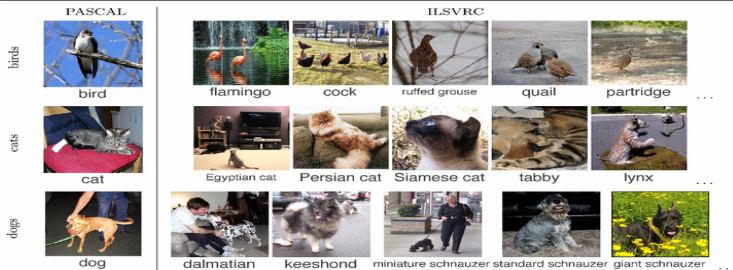 PASCAL ILSVRC
birds
bird flamingo cock ruffed grouse quail partridge ...
cats
cat Egyptian cat Persian cat Siamese cat tabby lynx ...
dogs
dog dalmatian keeshond miniature schnauzer standard schnauzer giant schnauzer ...